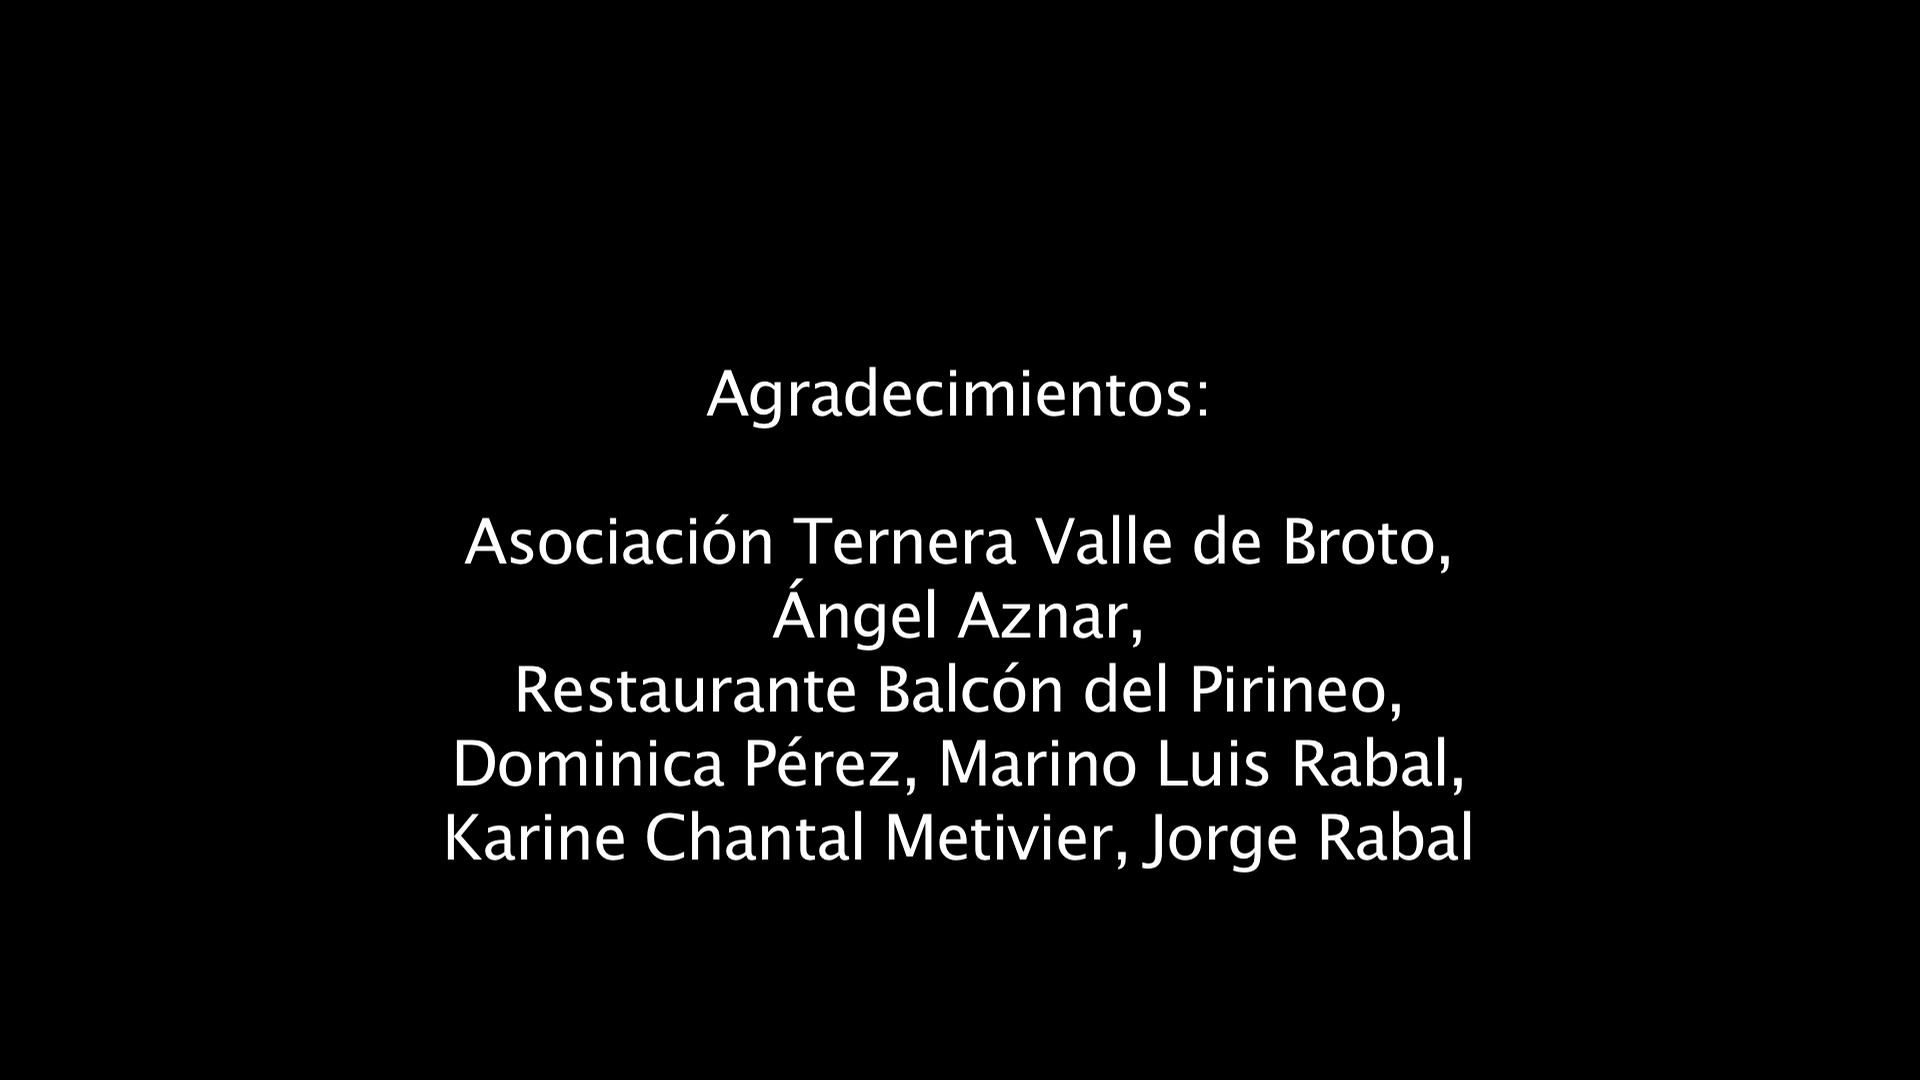 Agradecimientos:
Asociación Ternera Valle de Broto,
Ángel Aznar,
Restaurante Balcón del Pirineo,
Dominica Pérez, Marino Luis Rabal,
Karine Chantal Metivier, Jorge Rabal